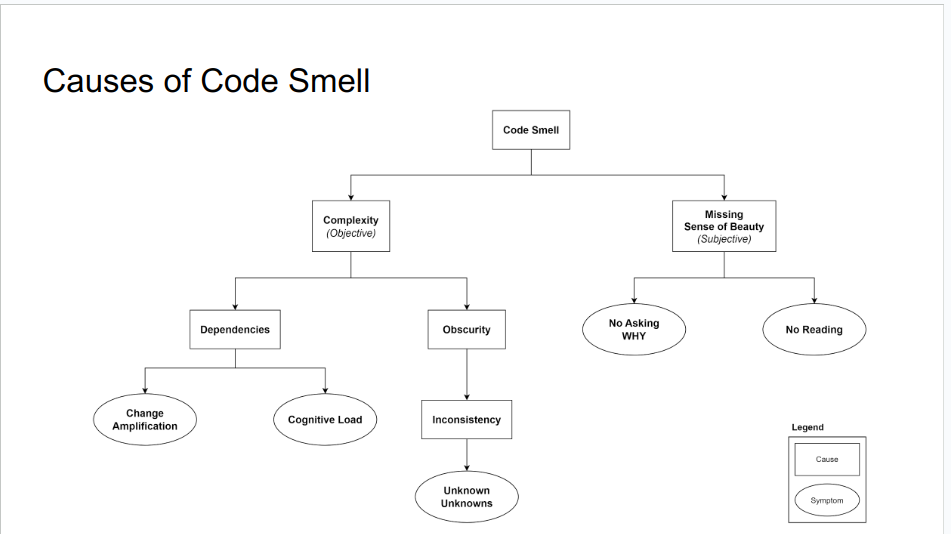 Causes of Code Smell
Code Smell
Complexity
(Objective)
Missing
Sense of Beauty
(Subjective)
Dependencies
Obscurity
No Asking
WHY
No Reading
Change
Amplification
Cognitive Load
Inconsistency
Unknown
Unknowns
Legend
Cause
Symptom